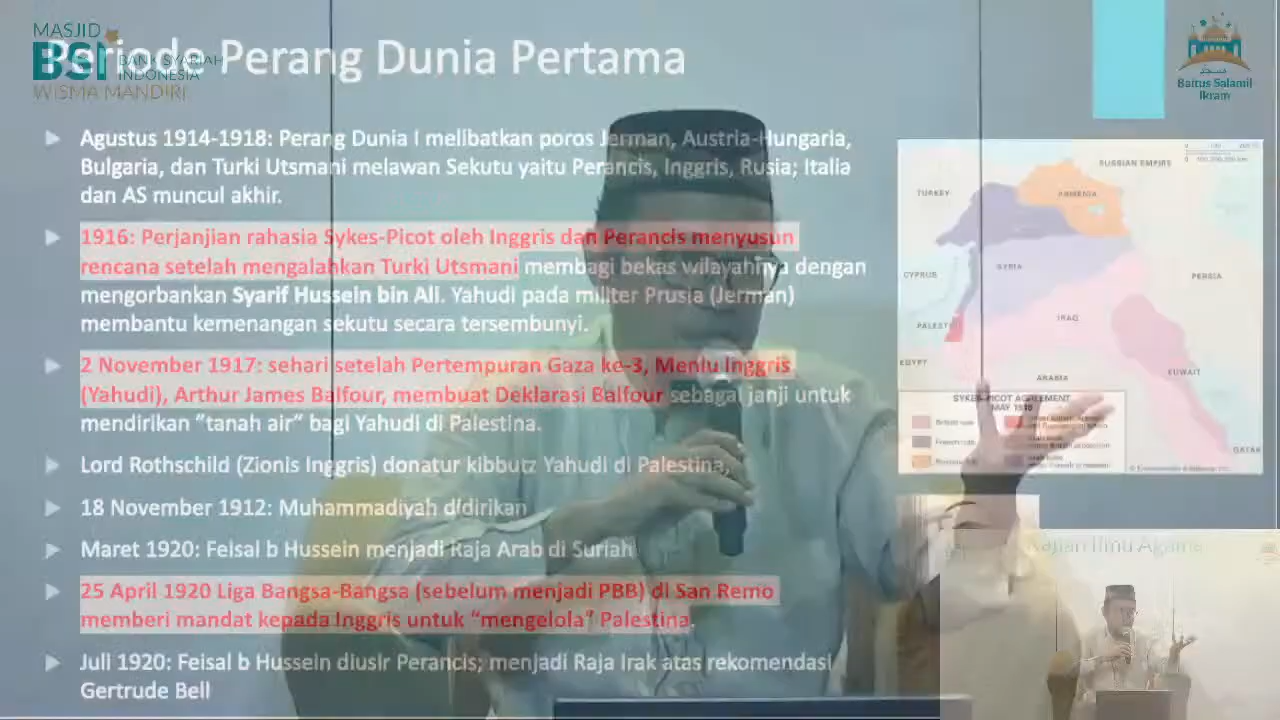 MASJID
BSI BANK SYARIAH
INDONESIA
WISMA MANDIRI
Periode Perang Dunia Pertama
Baitus Salamil
Ikram
Agustus 1914-1918: Perang Dunia I melibatkan poros Jerman, Austria-Hungaria,
Bulgaria, dan Turki Utsmani melawan Sekutu yaitu Perancis, Inggris, Rusia; Italia
dan AS muncul akhir.
1916: Perjanjian rahasia Sykes-Picot oleh Inggris dan Perancis menyusun
rencana setelah mengalahkan Turki Utsmani membagi bekas wilayahnya dengan
mengorbankan Syarif Hussein bin Ali. Yahudi pada militer Prusia (Jerman)
membantu kemenangan sekutu secara tersembunyi.
2 November 1917: sehari setelah Pertempuran Gaza ke-3, Menlu Inggris
(Yahudi), Arthur James Balfour, membuat Deklarasi Balfour sebagai janji untuk
mendirikan "tanah air" bagi Yahudi di Palestina.
Lord Rothschild (Zionis Inggris) donatur kibbutz Yahudi di Palestina,
18 November 1912: Muhammadiyah didirikan
Maret 1920: Feisal b Hussein menjadi Raja Arab di Suriah
25 April 1920 Liga Bangsa-Bangsa (sebelum menjadi PBB) di San Remo
memberi mandat kepada Inggris untuk "mengelola" Palestina.
Juli 1920: Feisal b Hussein diusir Perancis; menjadi Raja Irak atas rekomendasi
Gertrude Bell
RUSSIAN EMPIRE
TURKEY
ARMENIA
SYRIA
CYPRUS
PERSIA
PALEST
IRAQ
EGYPT
KUWAIT
ARABIA
SYKES-PICOT AGREEMENT
MAY 1916
QATAR
Kajian Ilmu Agama